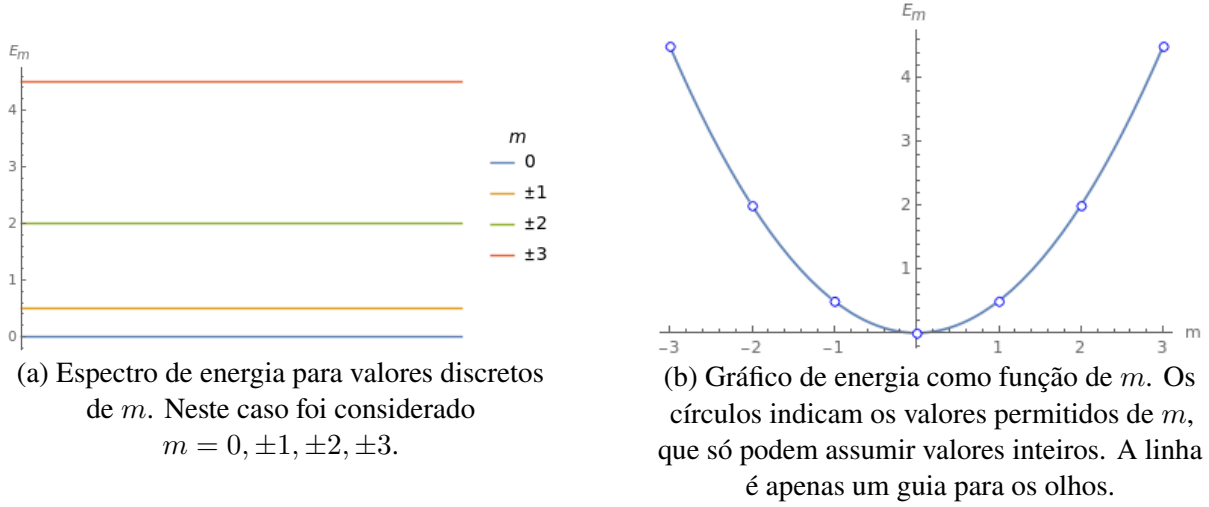 E_m
4
3
2
1
0
m
0
±1
±2
±3
(a) Espectro de energia para valores discretos
de m. Neste caso foi considerado
m = 0, ±1, ±2, ±3.
E_m
4
3
2
1
−3 −2 −1 1 2 3 m
(b) Gráfico de energia como função de m. Os
círculos indicam os valores permitidos de m,
que só podem assumir valores inteiros. A linha
é apenas um guia para os olhos.